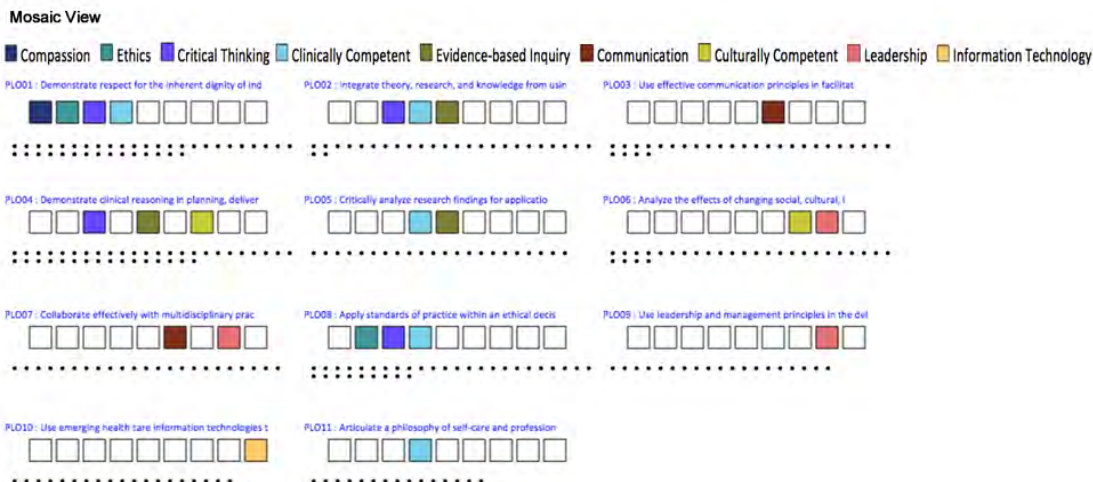 Mosaic View
Compassion Ethics Critical Thinking Clinically Competent Evidence-based Inquiry Communication Culturally Competent Leadership Information Technology
PLO01 : Demonstrate respect for the inherent dignity of ind
PLO02 : Integrate theory, research, and knowledge from usin
PLO03 : Use effective communication principles in facilitat
PLO04 : Demonstrate clinical reasoning in planning, deliver
PLO05 : Critically analyze research findings for applicatio
PLO06 : Analyze the effects of changing social, cultural, l
PLO07 : Collaborate effectively with multidisciplinary prac
PLO08 : Apply standards of practice within an ethical decis
PLO09 : Use leadership and management principles in the del
PLO10 : Use emerging health care information technologies t
PLO11 : Articulate a philosophy of self-care and profession